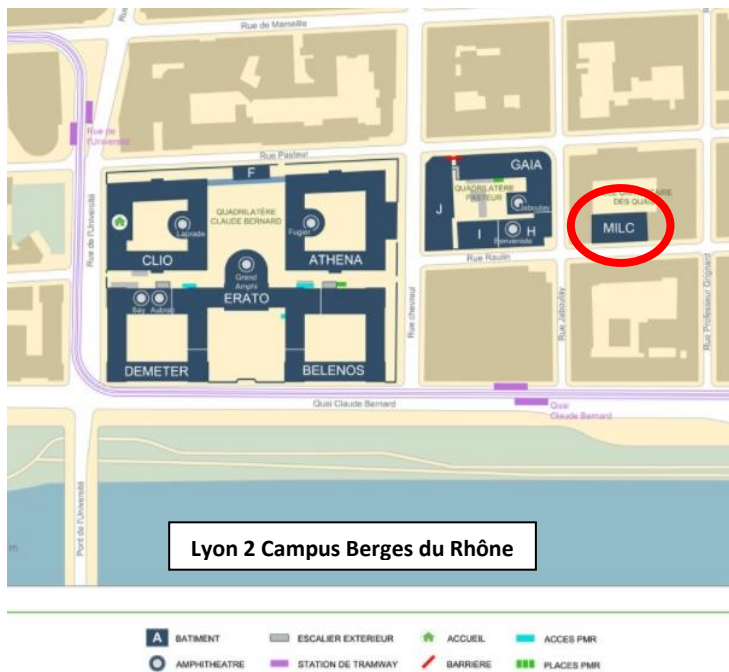 Rue de Marseille
Rue de
l'Université
Rue Pasteur
F
GAIA
QUADRILATÈRE
CLAUDE BERNARD
QUADRILATÈRE
PASTEUR
Jaboulay
DES QUAIS
J
I
H
MILC
Laprade
Fugier
Rue de l'Université
CLIO
ATHENA
Rue Raulin
Grand
Amphi
ERATO
Say
Rue chevreul
Rue Jaboulay
Rue Professeur Grignard
DEMETER
BELENOS
Quai Claude Bernard
Quai
Claude Bernard
Pont de l'Université
Lyon 2 Campus Berges du Rhône
A BATIMENT
ESCALIER EXTERIEUR
ACCUEIL
ACCES PMR
AMPHITHEATRE
STATION DE TRAMWAY
BARRIERE
PLACES PMR